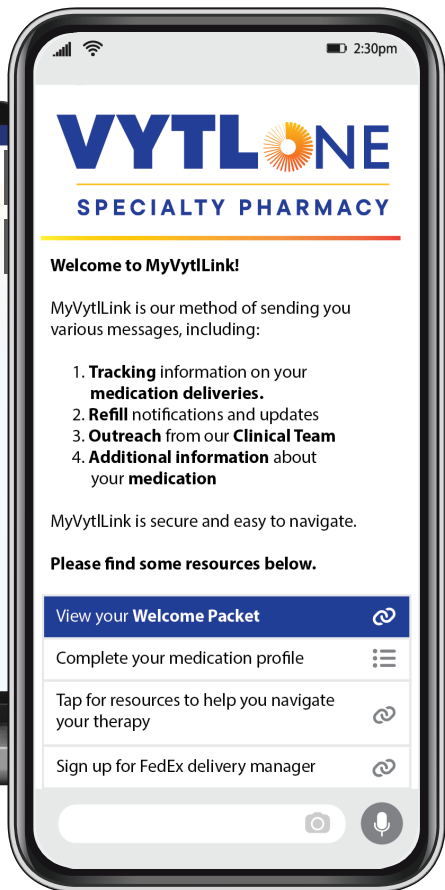 2:30pm
VYTLONE
SPECIALTY PHARMACY
Welcome to MyVytlLink!
MyVytlLink is our method of sending you
various messages, including:
1. Tracking information on your
medication deliveries.
2. Refill notifications and updates
3. Outreach from our Clinical Team
4. Additional information about
your medication
MyVytlLink is secure and easy to navigate.
Please find some resources below.
View your Welcome Packet
Complete your medication profile
Tap for resources to help you navigate
your therapy
Sign up for FedEx delivery manager